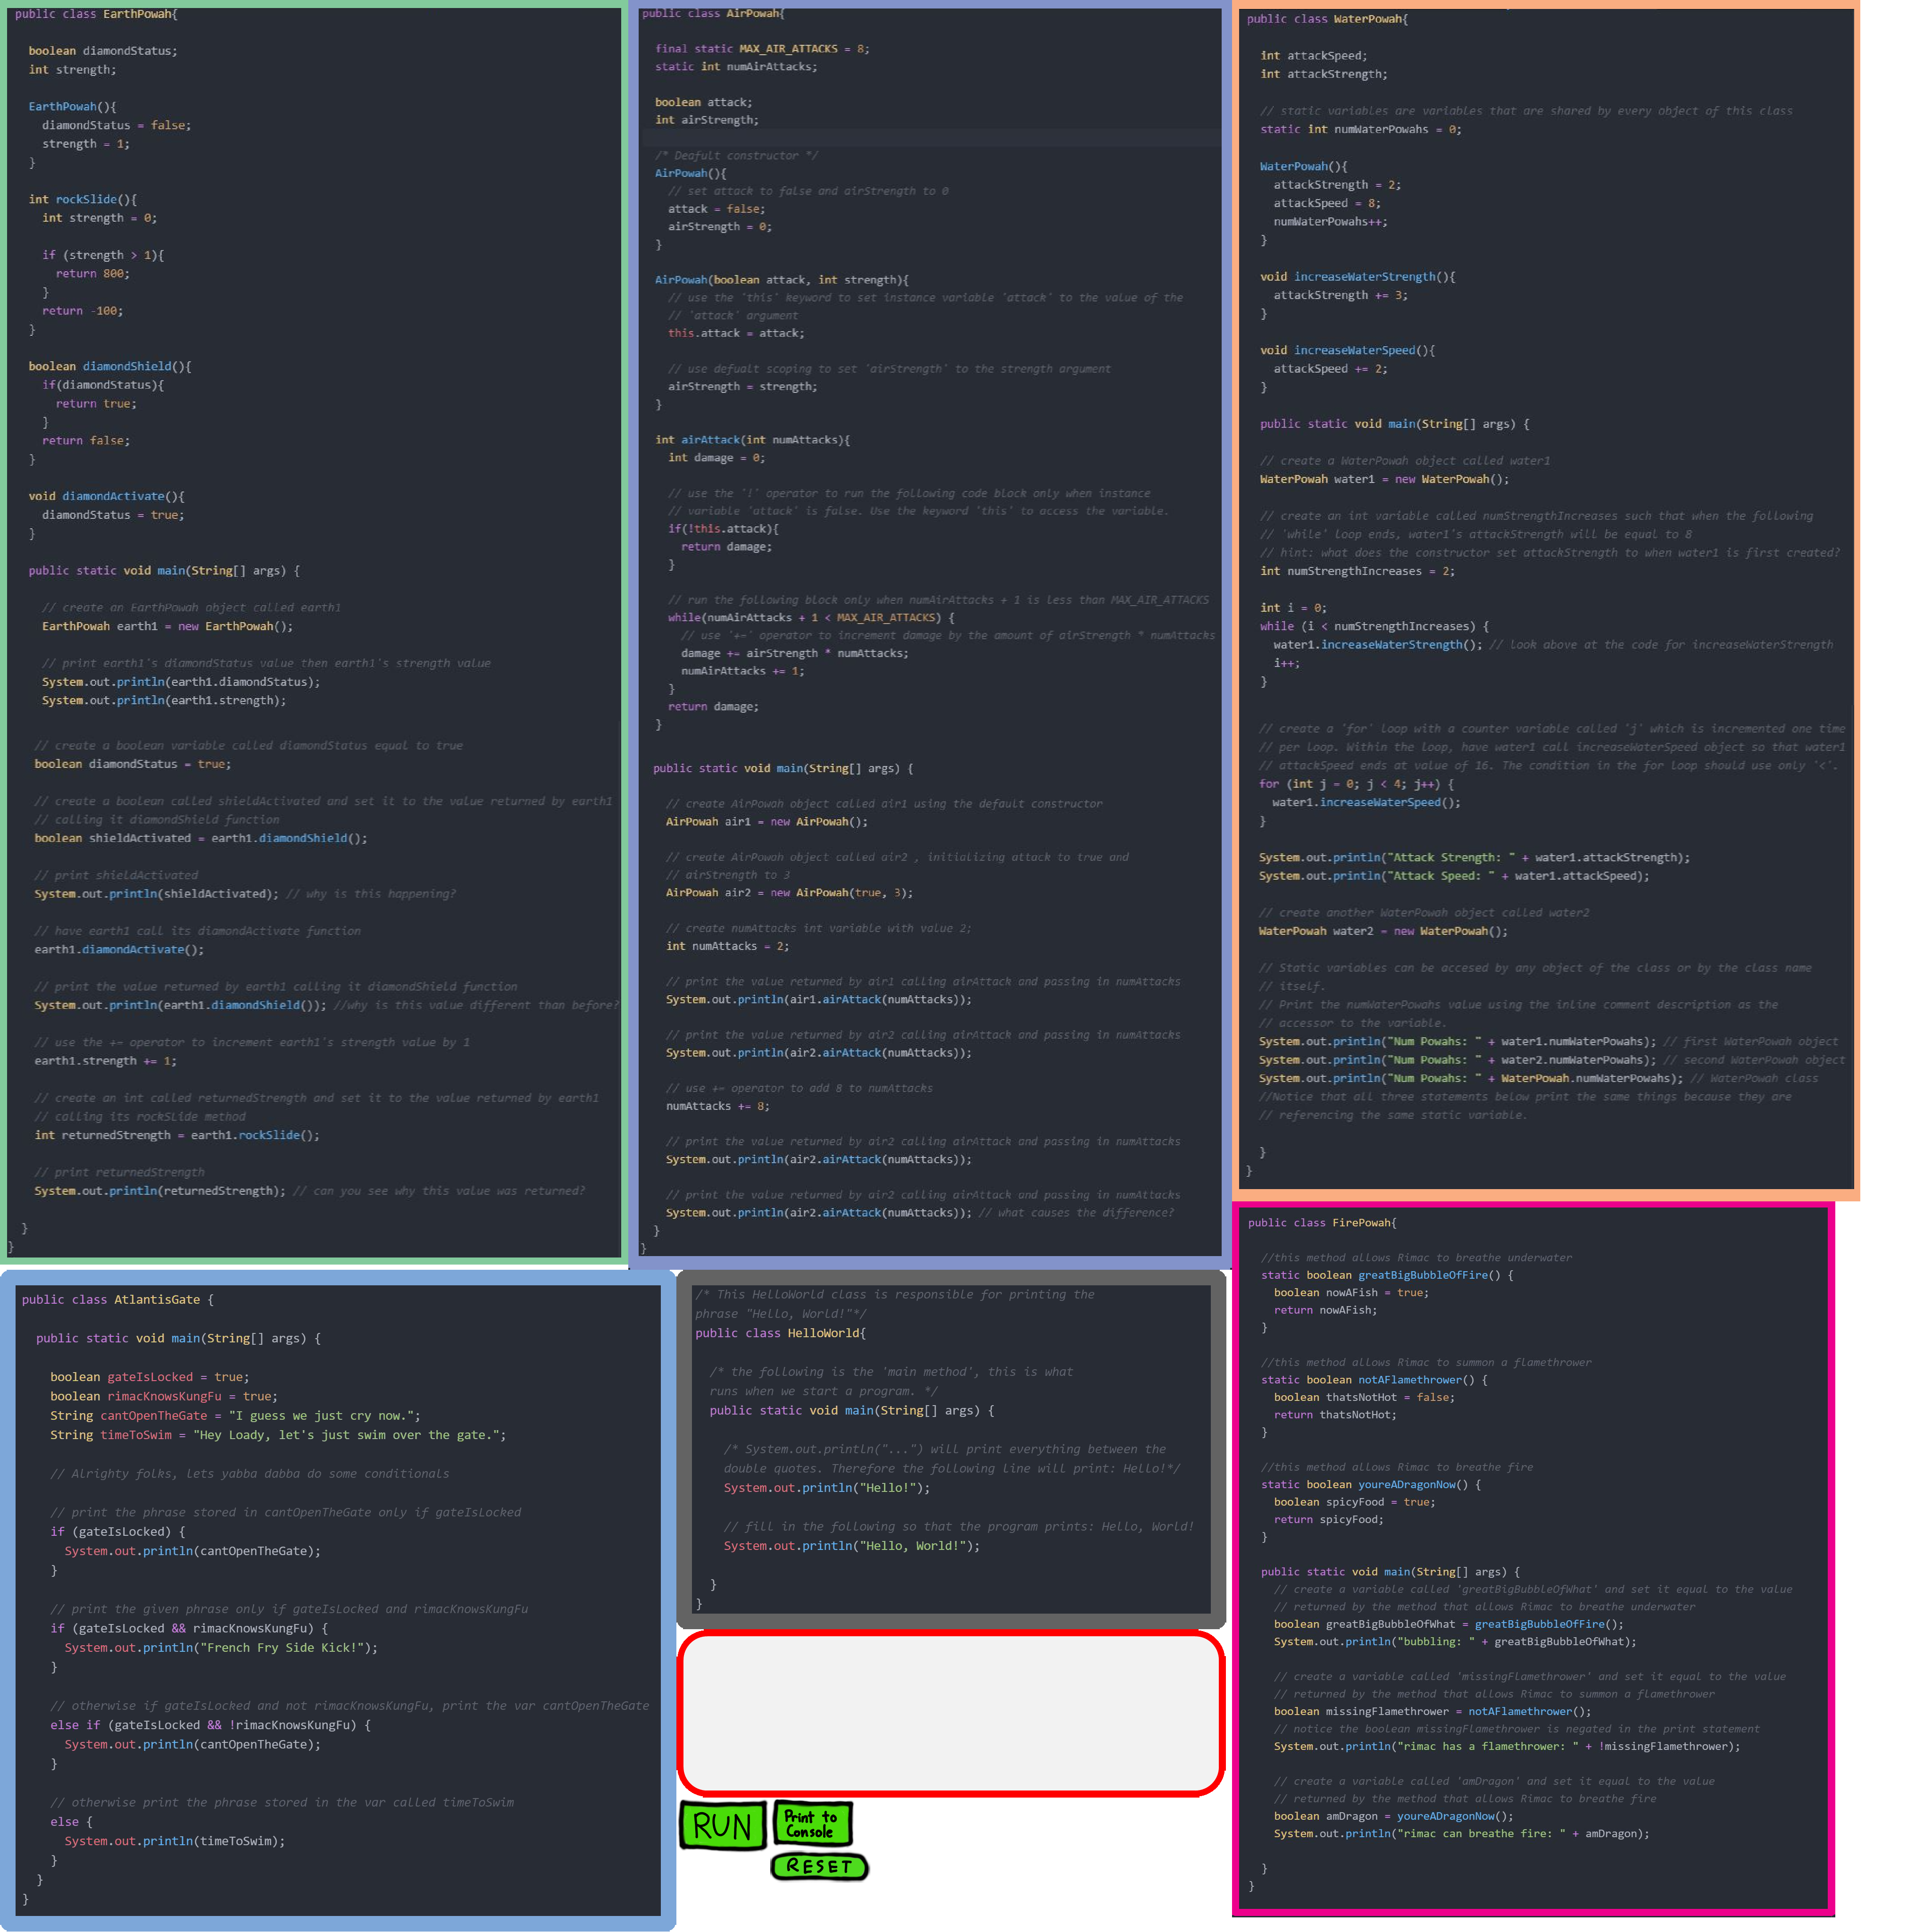 public class EarthPowah{
boolean diamondStatus;
int strength;
EarthPowah(){
diamondStatus = false;
strength = 1;
}
int rockSlide(){
int strength = 0;
if (strength > 1){
return 800;
}
return -100;
}
boolean diamondShield(){
if(diamondStatus){
return true;
}
return false;
}
void diamondActivate(){
diamondStatus = true;
}
public static void main(String[] args) {
// create an EarthPowah object called earth1
EarthPowah earth1 = new EarthPowah();
// print earth1's diamondStatus value then earth1's strength value
System.out.println(earth1.diamondStatus);
System.out.println(earth1.strength);
// create a boolean variable called diamondStatus equal to true
boolean diamondStatus = true;
// create a boolean called shieldActivated and set it to the value returned by earth1
// calling it diamondShield function
boolean shieldActivated = earth1.diamondShield();
// print shieldActivated
System.out.println(shieldActivated); // why is this happening?
// have earth1 call its diamondActivate function
earth1.diamondActivate();
// print the value returned by earth1 calling it diamondShield function
System.out.println(earth1.diamondShield()); //why is this value different than before?
// use the += operator to increment earth1's strength value by 1
earth1.strength += 1;
// create an int called returnedStrength and set it to the value returned by earth1
// calling its rockSlide method
int returnedStrength = earth1.rockSlide();
// print returnedStrength
System.out.println(returnedStrength); // can you see why this value was returned?
}
}
public class AirPowah{
final static MAX_AIR_ATTACKS = 8;
static int numAirAttacks;
boolean attack;
int airStrength;
/* Deafult constructor */
AirPowah(){
// set attack to false and airStrength to 0
attack = false;
airStrength = 0;
}
AirPowah(boolean attack, int strength){
// use the 'this' keyword to set instance variable 'attack' to the value of the
// 'attack' argument
this.attack = attack;
// use defualt scoping to set 'airStrength' to the strength argument
airStrength = strength;
}
int airAttack(int numAttacks){
int damage = 0;
// use the '!' operator to run the following code block only when instance
// variable 'attack' is false. Use the keyword 'this' to access the variable.
if(!this.attack){
return damage;
}
// run the following block only when numAirAttacks + 1 is less than MAX_AIR_ATTACKS
while(numAirAttacks + 1 < MAX_AIR_ATTACKS) {
// use '+=' operator to increment damage by the amount of airStrength * numAttacks
damage += airStrength * numAttacks;
numAirAttacks += 1;
}
return damage;
}
public static void main(String[] args) {
// create AirPowah object called air1 using the default constructor
AirPowah air1 = new AirPowah();
// create AirPowah object called air2 , initializing attack to true and
// airStrength to 3
AirPowah air2 = new AirPowah(true, 3);
// create numAttacks int variable with value 2;
int numAttacks = 2;
// print the value returned by air1 calling airAttack and passing in numAttacks
System.out.println(air1.airAttack(numAttacks));
// print the value returned by air2 calling airAttack and passing in numAttacks
System.out.println(air2.airAttack(numAttacks));
// use += operator to add 8 to numAttacks
numAttacks += 8;
// print the value returned by air2 calling airAttack and passing in numAttacks
System.out.println(air2.airAttack(numAttacks));
// print the value returned by air2 calling airAttack and passing in numAttacks
System.out.println(air2.airAttack(numAttacks)); // what causes the difference?
}
}
public class WaterPowah{
int attackSpeed;
int attackStrength;
// static variables are variables that are shared by every object of this class
static int numWaterPowahs = 0;
WaterPowah(){
attackStrength = 2;
attackSpeed = 8;
numWaterPowahs++;
}
void increaseWaterStrength(){
attackStrength += 3;
}
void increaseWaterSpeed(){
attackSpeed += 2;
}
public static void main(String[] args) {
// create a WaterPowah object called water1
WaterPowah water1 = new WaterPowah();
// create an int variable called numStrengthIncreases such that when the following
// 'while' loop ends, water1's attackStrength will be equal to 8
// hint: what does the constructor set attackStrength to when water1 is first created?
int numStrengthIncreases = 2;
int i = 0;
while (i < numStrengthIncreases) {
water1.increaseWaterStrength(); // look above at the code for increaseWaterStrength
i++;
}
// create a 'for' loop with a counter variable called 'j' which is incremented one time
// per loop. Within the loop, have water1 call increaseWaterSpeed object so that water1
// attackSpeed ends at value of 16. The condition in the for loop should use only '<'.
for (int j = 0; j < 4; j++) {
water1.increaseWaterSpeed();
}
System.out.println("Attack Strength: " + water1.attackStrength);
System.out.println("Attack Speed: " + water1.attackSpeed);
// create another WaterPowah object called water2
WaterPowah water2 = new WaterPowah();
// Static variables can be accesed by any object of the class or by the class name
// itself.
// Print the numWaterPowahs value using the inline comment description as the
// accessor to the variable.
System.out.println("Num Powahs: " + water1.numWaterPowahs); // first WaterPowah object
System.out.println("Num Powahs: " + water2.numWaterPowahs); // second WaterPowah object
System.out.println("Num Powahs: " + WaterPowah.numWaterPowahs); // WaterPowah class
//Notice that all three statements below print the same things because they are
// referencing the same static variable.
}
}
public class AtlantisGate {
public static void main(String[] args) {
boolean gateIsLocked = true;
boolean rimacKnowsKungFu = true;
String cantOpenTheGate = "I guess we just cry now.";
String timeToSwim = "Hey Loady, let's just swim over the gate.";
// Alrighty folks, lets yabba dabba do some conditionals
// print the phrase stored in cantOpenTheGate only if gateIsLocked
if (gateIsLocked) {
System.out.println(cantOpenTheGate);
}
// print the given phrase only if gateIsLocked and rimacKnowsKungFu
if (gateIsLocked && rimacKnowsKungFu) {
System.out.println("French Fry Side Kick!");
}
// otherwise if gateIsLocked and not rimacKnowsKungFu, print the var cantOpenTheGate
else if (gateIsLocked && !rimacKnowsKungFu) {
System.out.println(cantOpenTheGate);
}
// otherwise print the phrase stored in the var called timeToSwim
else {
System.out.println(timeToSwim);
}
}
}
/* This HelloWorld class is responsible for printing the
phrase "Hello, World!"*/
public class HelloWorld{
/* the following is the 'main method', this is what
runs when we start a program. */
public static void main(String[] args) {
/* System.out.println("...") will print everything between the
double quotes. Therefore the following line will print: Hello!*/
System.out.println("Hello!");
// fill in the following so that the program prints: Hello, World!
System.out.println("Hello, World!");
}
}
RUN
Print to
Console
RESET
public class FirePowah{
//this method allows Rimac to breathe underwater
static boolean greatBigBubbleOfFire() {
boolean nowAFish = true;
return nowAFish;
}
//this method allows Rimac to summon a flamethrower
static boolean notAFlamethrower() {
boolean thatsNotHot = false;
return thatsNotHot;
}
//this method allows Rimac to breathe fire
static boolean youreADragonNow() {
boolean spicyFood = true;
return spicyFood;
}
public static void main(String[] args) {
// create a variable called 'greatBigBubbleOfWhat' and set it equal to the value
// returned by the method that allows Rimac to breathe underwater
boolean greatBigBubbleOfWhat = greatBigBubbleOfFire();
System.out.println("bubbling: " + greatBigBubbleOfWhat);
// create a variable called 'missingFlamethrower' and set it equal to the value
// returned by the method that allows Rimac to summon a flamethrower
boolean missingFlamethrower = notAFlamethrower();
// notice the boolean missingFlamethrower is negated in the print statement
System.out.println("rimac has a flamethrower: " + !missingFlamethrower);
// create a variable called 'amDragon' and set it equal to the value
// returned by the method that allows Rimac to breathe fire
boolean amDragon = youreADragonNow();
System.out.println("rimac can breathe fire: " + amDragon);
}
}